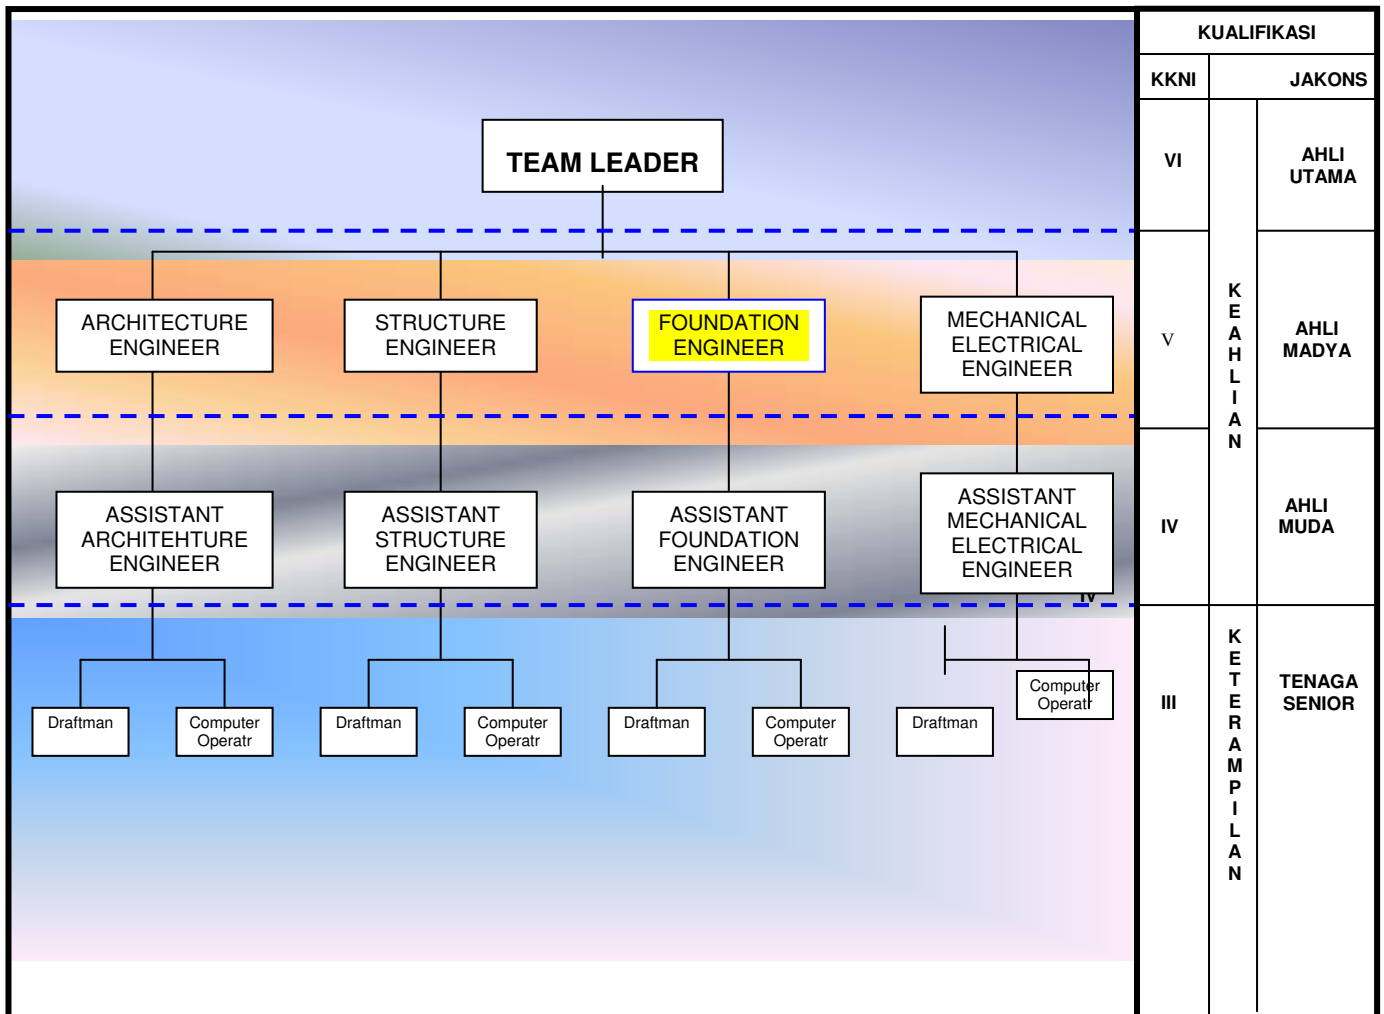 KUALIFIKASI
KKNI
JAKONS
TEAM LEADER
VI
AHLI
UTAMA
ARCHITECTURE
ENGINEER
STRUCTURE
ENGINEER
FOUNDATION
ENGINEER
MECHANICAL
ELECTRICAL
ENGINEER
V
K
E
A
H
L
I
A
N
AHLI
MADYA
ASSISTANT
ARCHITEHTURE
ENGINEER
ASSISTANT
STRUCTURE
ENGINEER
ASSISTANT
FOUNDATION
ENGINEER
ASSISTANT
MECHANICAL
ELECTRICAL
ENGINEER
IV
IV
AHLI
MUDA
Draftman
Computer
Operatr
Draftman
Computer
Operatr
Draftman
Computer
Operatr
Draftman
Computer
Operatr
III
K
E
T
E
R
A
M
P
I
L
A
N
TENAGA
SENIOR